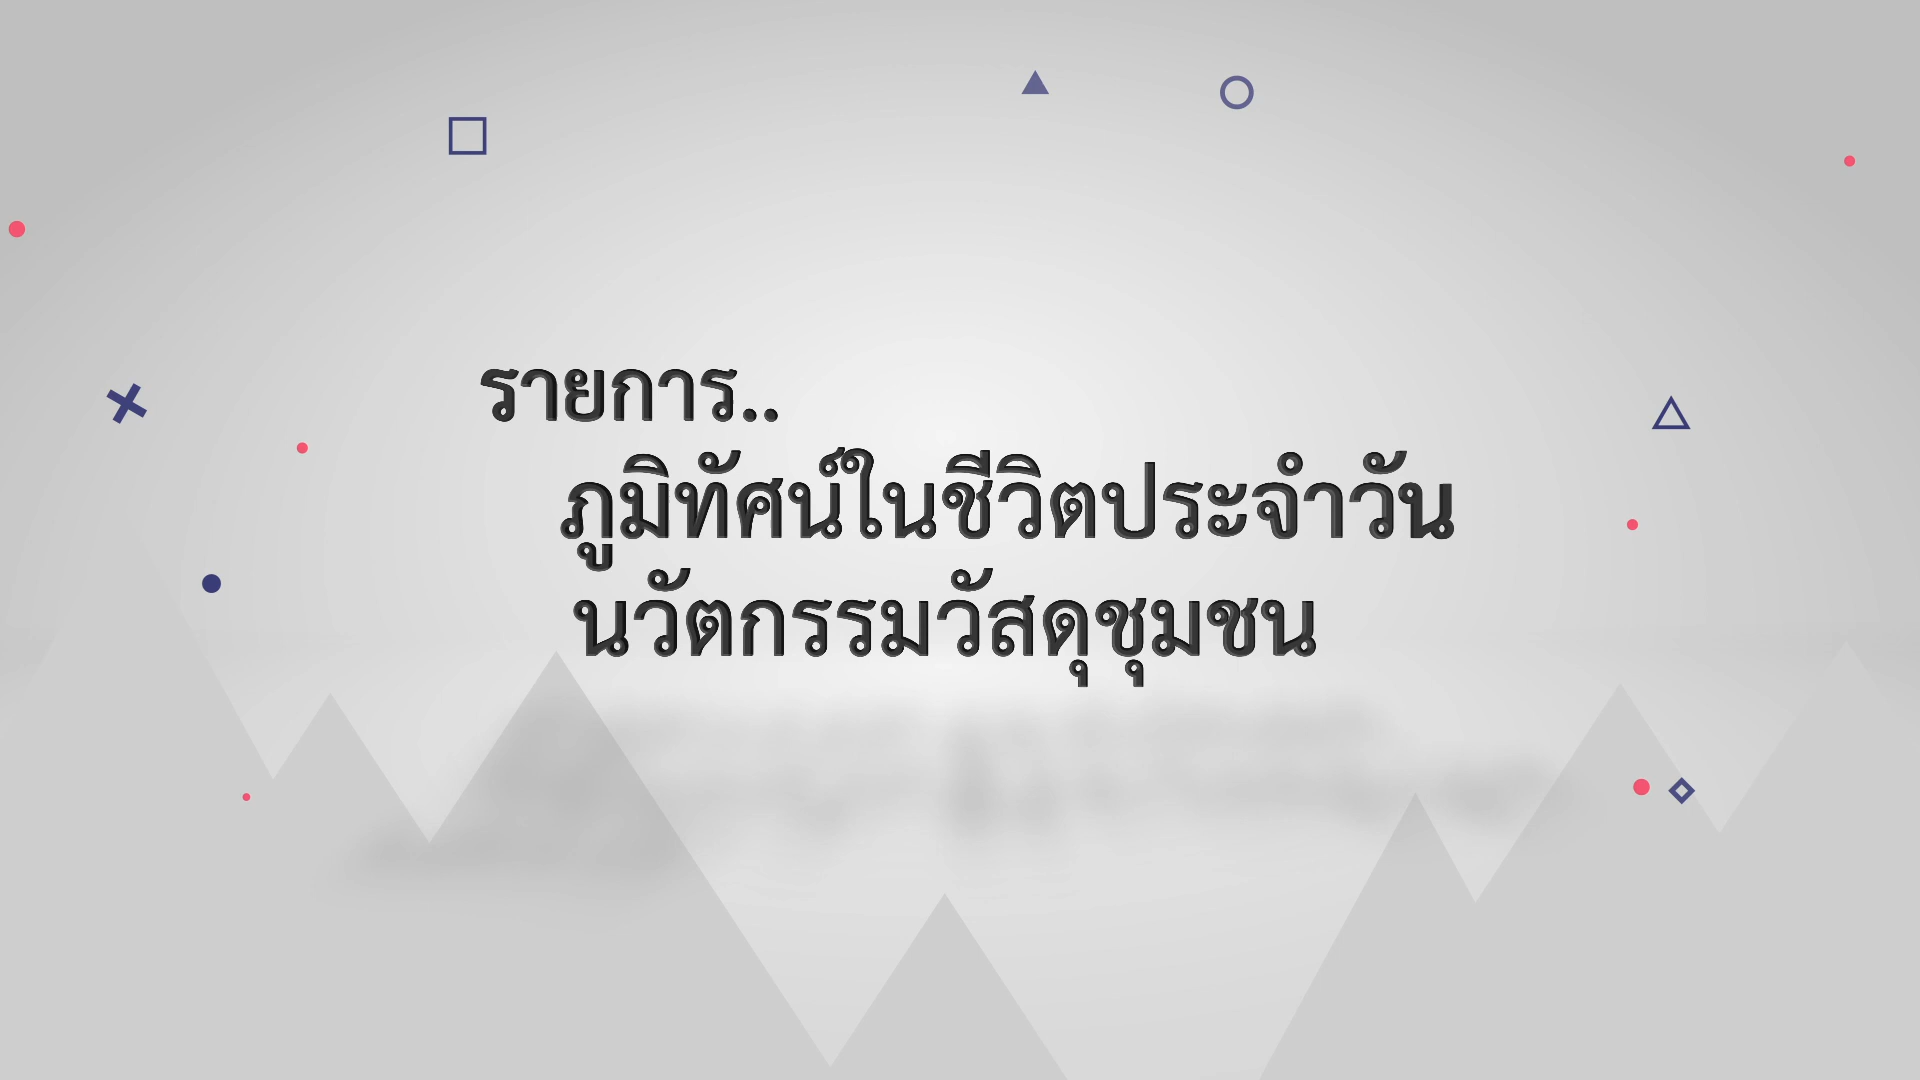 รายการ..
ภูมิทัศน์ในชีวิตประจำวัน
นวัตกรรมวัสดุชุมชน